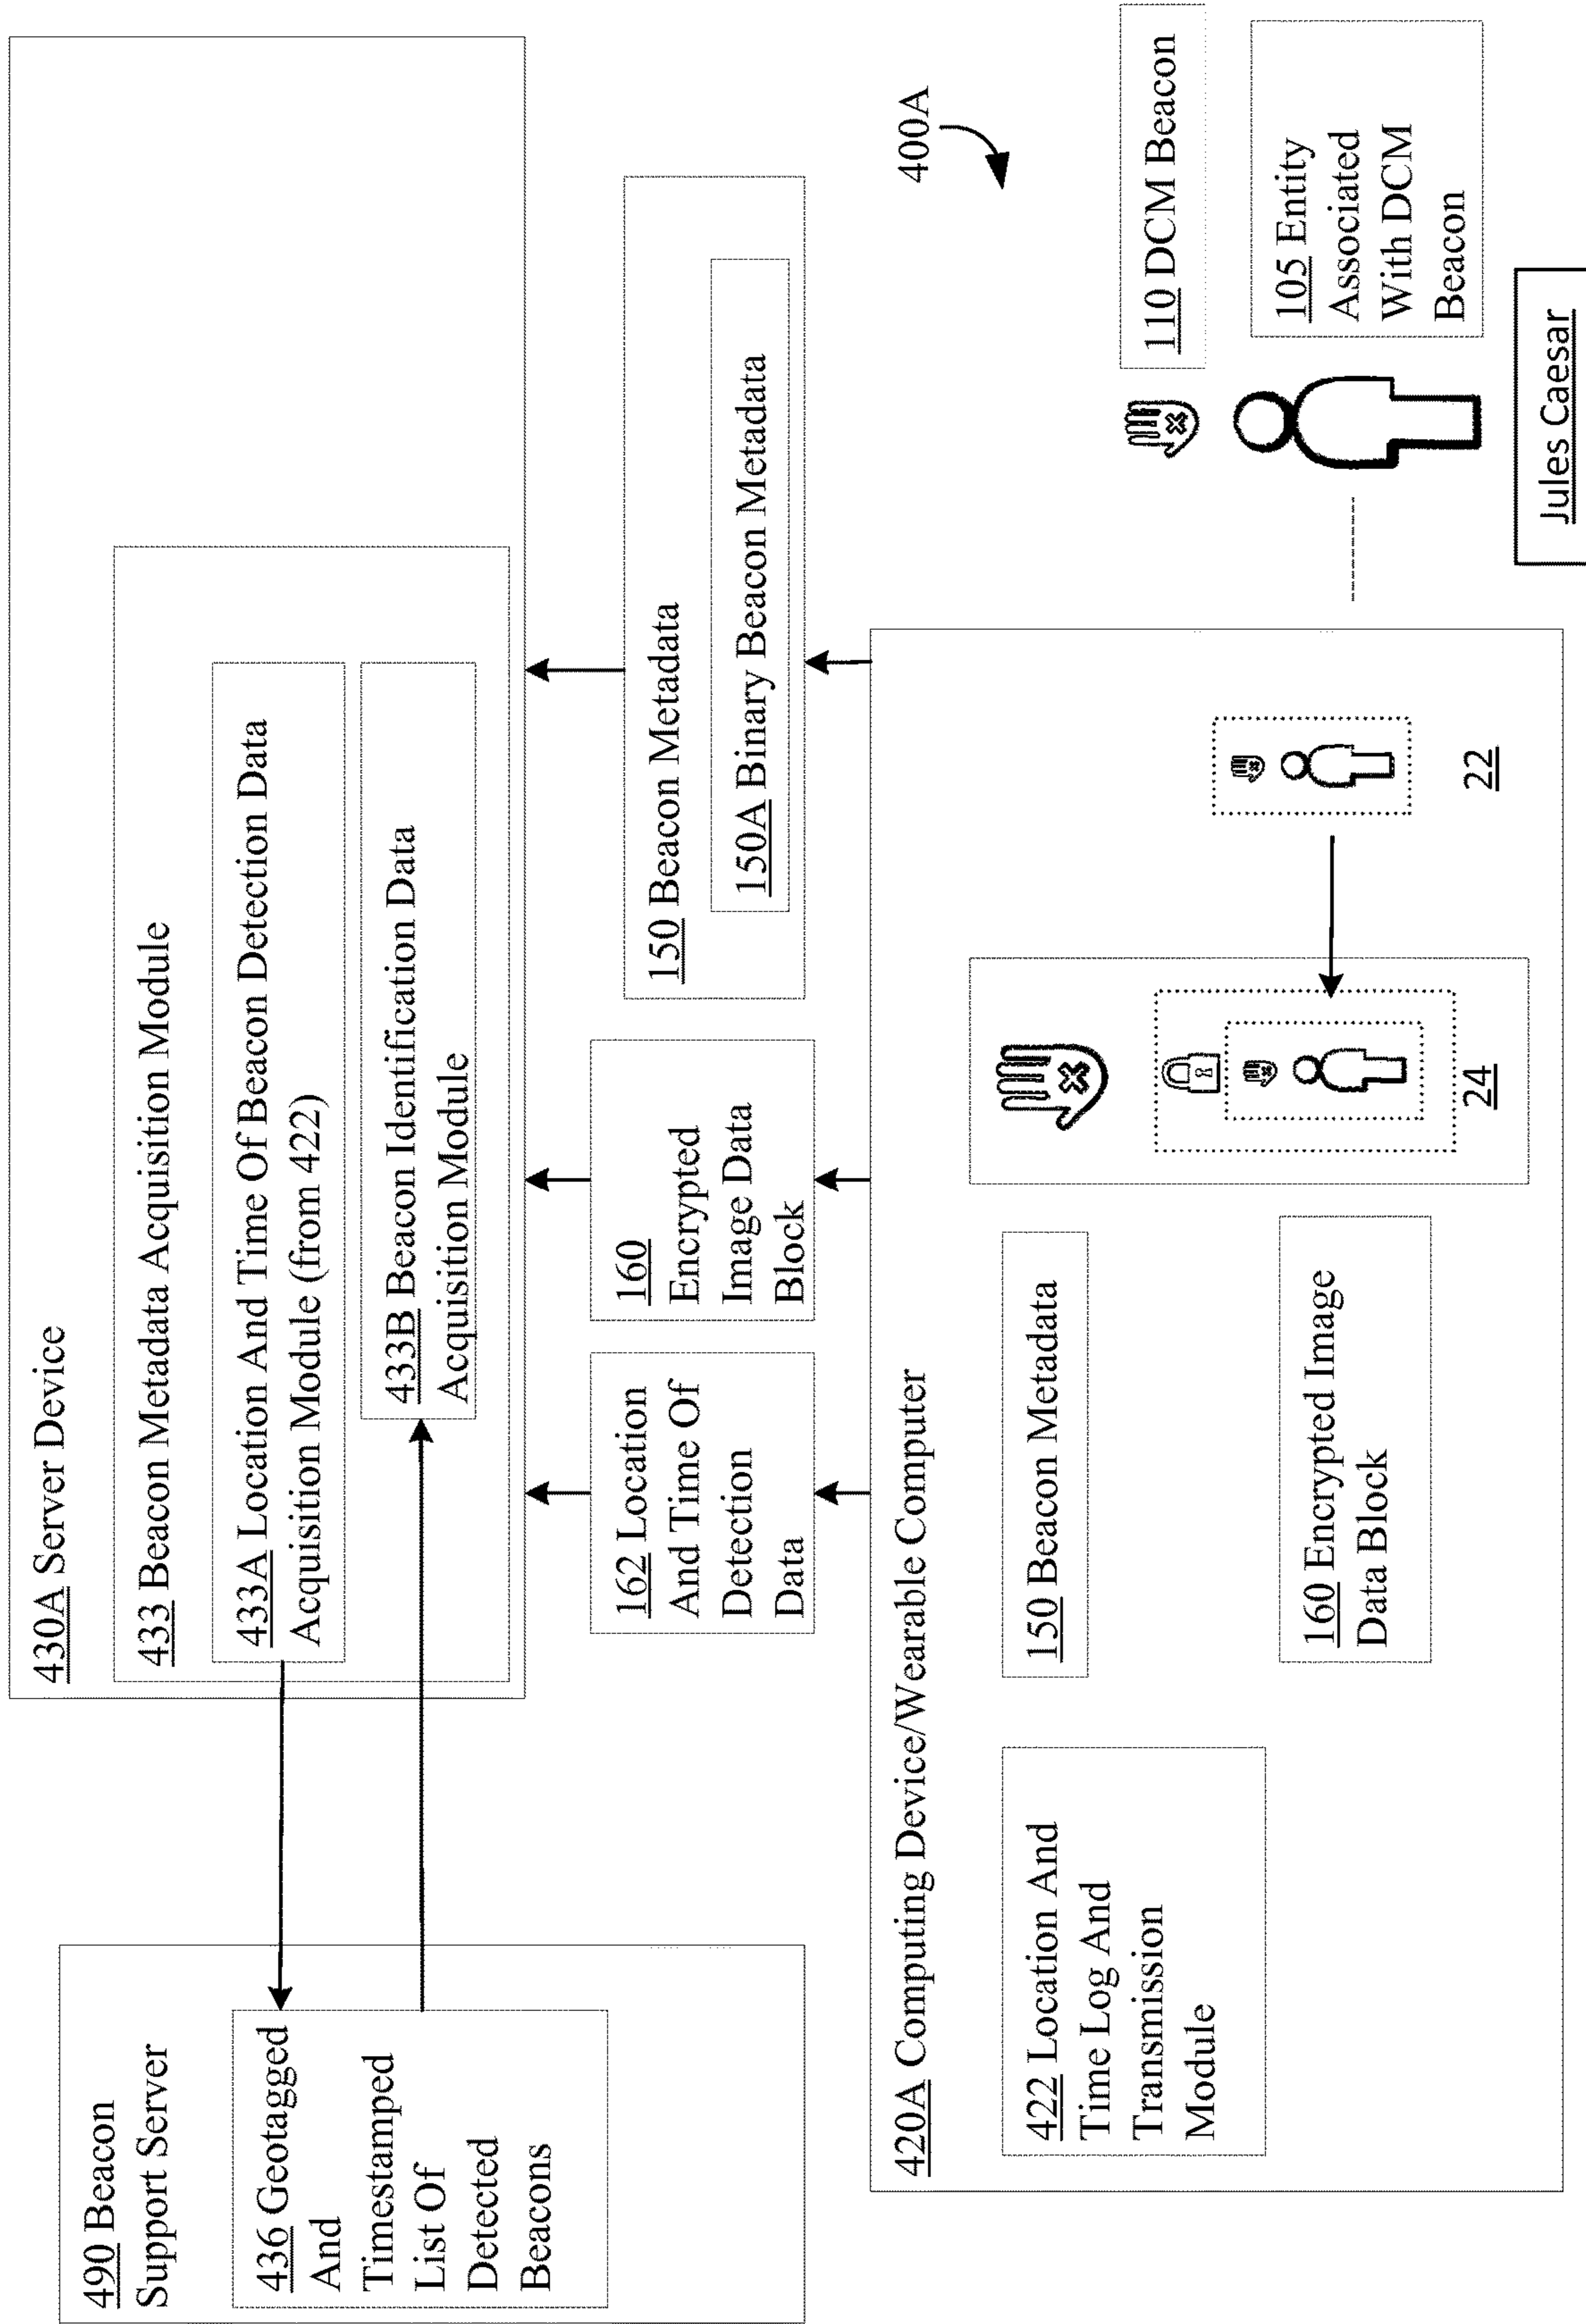 490 Beacon
Support Server
436 Geotagged
And
Timestamped
List Of
Detected
Beacons
430A Server Device
433 Beacon Metadata Acquisition Module
433A Location And Time Of Beacon Detection Data
Acquisition Module (from 422)
433B Beacon Identification Data
Acquisition Module
162 Location
And Time Of
Detection
Data
160
Encrypted
Image Data
Block
150 Beacon Metadata
150A Binary Beacon Metadata
400A
420A Computing Device/Wearable Computer
422 Location And
Time Log And
Transmission
Module
150 Beacon Metadata
160 Encrypted Image
Data Block
24
22
110 DCM Beacon
105 Entity
Associated
With DCM
Beacon
Jules Caesar